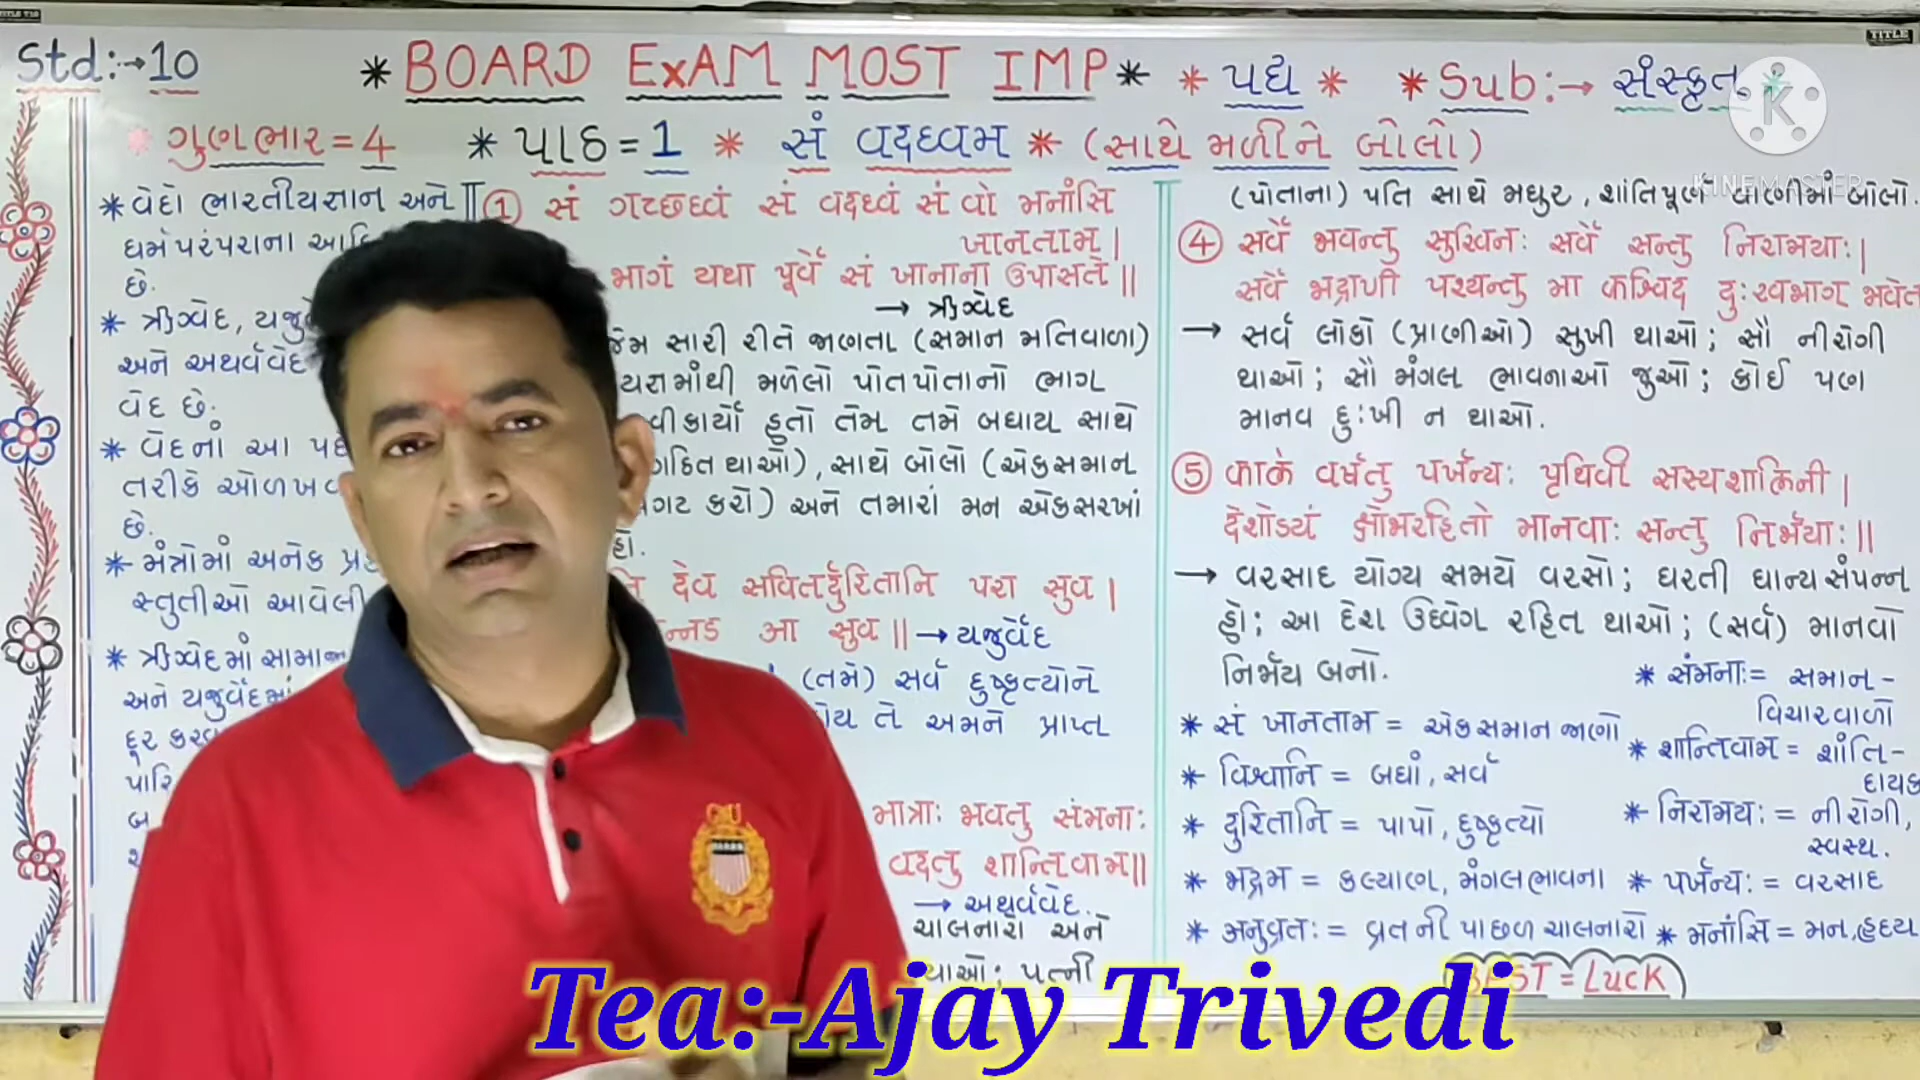 Std:→10
* BOARD ExAM MOST IMP * * પદ્ય * * Sub:→ સંસ્કૃત *
* ગુણભાર = 4 * પાઠ = 1 * સં વદધ્વમ * (સાથે મળીને બોલો)
* વેદો ભારતીયજ્ઞાન અને
ધર્મપરંપરાના
છે.
* ઋગ્વેદ,
અને અથર્વવેદ
વેદ છે.
* વેદનાં આ
તરીકે
છે.
* મંત્રોમાં અનેક
સ્તુતીઓ આવેલી
* ઋગ્વેદમાં
અને યજુર્વેદમાં
દૂર
① સં ગચ્છધ્વં સં વદધ્વં સં વો મનાંસિ
જાનતામ્ |
ભાગં યથા પૂર્વે સં જાનાના ઉપાસતે ||
→ ઋગ્વેદ
જેમ સારી રીતે જાણતા (સમાન મતિવાળા)
મળેલો પોતપોતાનો ભાગ
હતો તેમ તમે બધાય સાથે
થાઓ), સાથે બોલો (એકસમાન
કરો) અને તમારાં મન એકસરખાં
હો.
દેવ સવિતર્દુરિતાનિ પરા સુવ |
આ સુવ || → યજુર્વેદ
(તમે) સર્વ દુષ્કૃત્યોને
તે અમને પ્રાપ્ત
માત્રાઃ ભવતુ સંમનાઃ
વદતુ શાન્તિવામ્ ||
→ અથર્વવેદ.
ચાલનારો અને
થાઓ; પત્ની
(પોતાના) પતિ સાથે મધુર, શાંતિપૂર્ણ વાણીમાં બોલો.
④ સર્વે ભવન્તુ સુખિનઃ સર્વે સન્તુ નિરામયાઃ |
સર્વે ભદ્રાણી પશ્યન્તુ મા કશ્ચિદ્ દુઃખભાગ્ ભવેત
→ સર્વ લોકો (પ્રાણીઓ) સુખી થાઓ; સૌ નીરોગી
થાઓ; સૌ મંગલ ભાવનાઓ જુઓ; કોઈ પણ
માનવ દુઃખી ન થાઓ.
⑤ કાલે વર્ષતુ પર્જન્યઃ પૃથિવી સસ્યશાલિની |
દેશોડયં ક્ષોભરહિતો માનવાઃ સન્તુ નિર્ભયાઃ ||
→ વરસાદ યોગ્ય સમયે વરસો; ધરતી ધાન્યસંપન્ન
હો; આ દેશ ઉદ્વેગ રહિત થાઓ; (સર્વ) માનવો
નિર્ભય બનો.
* સં જાનતામ = એકસમાન જાણો
* વિશ્વાનિ = બધાં, સર્વ
* દુરિતાનિ = પાપો, દુષ્કૃત્યો
* ભદ્રમ = કલ્યાણ, મંગલભાવના
* અનુવ્રતઃ = વ્રતની પાછળ ચાલનારો
* સંમનાઃ = સમાન-
વિચારવાળો
* શાન્તિવામ = શાંતિ-
દાયક
* નિરામયઃ = નીરોગી,
સ્વસ્થ.
* પર્જન્યઃ = વરસાદ
* મનાંસિ = મન, હૃદય
BEST = LucK
K
KINEMASTER
Tea:-Ajay Trivedi